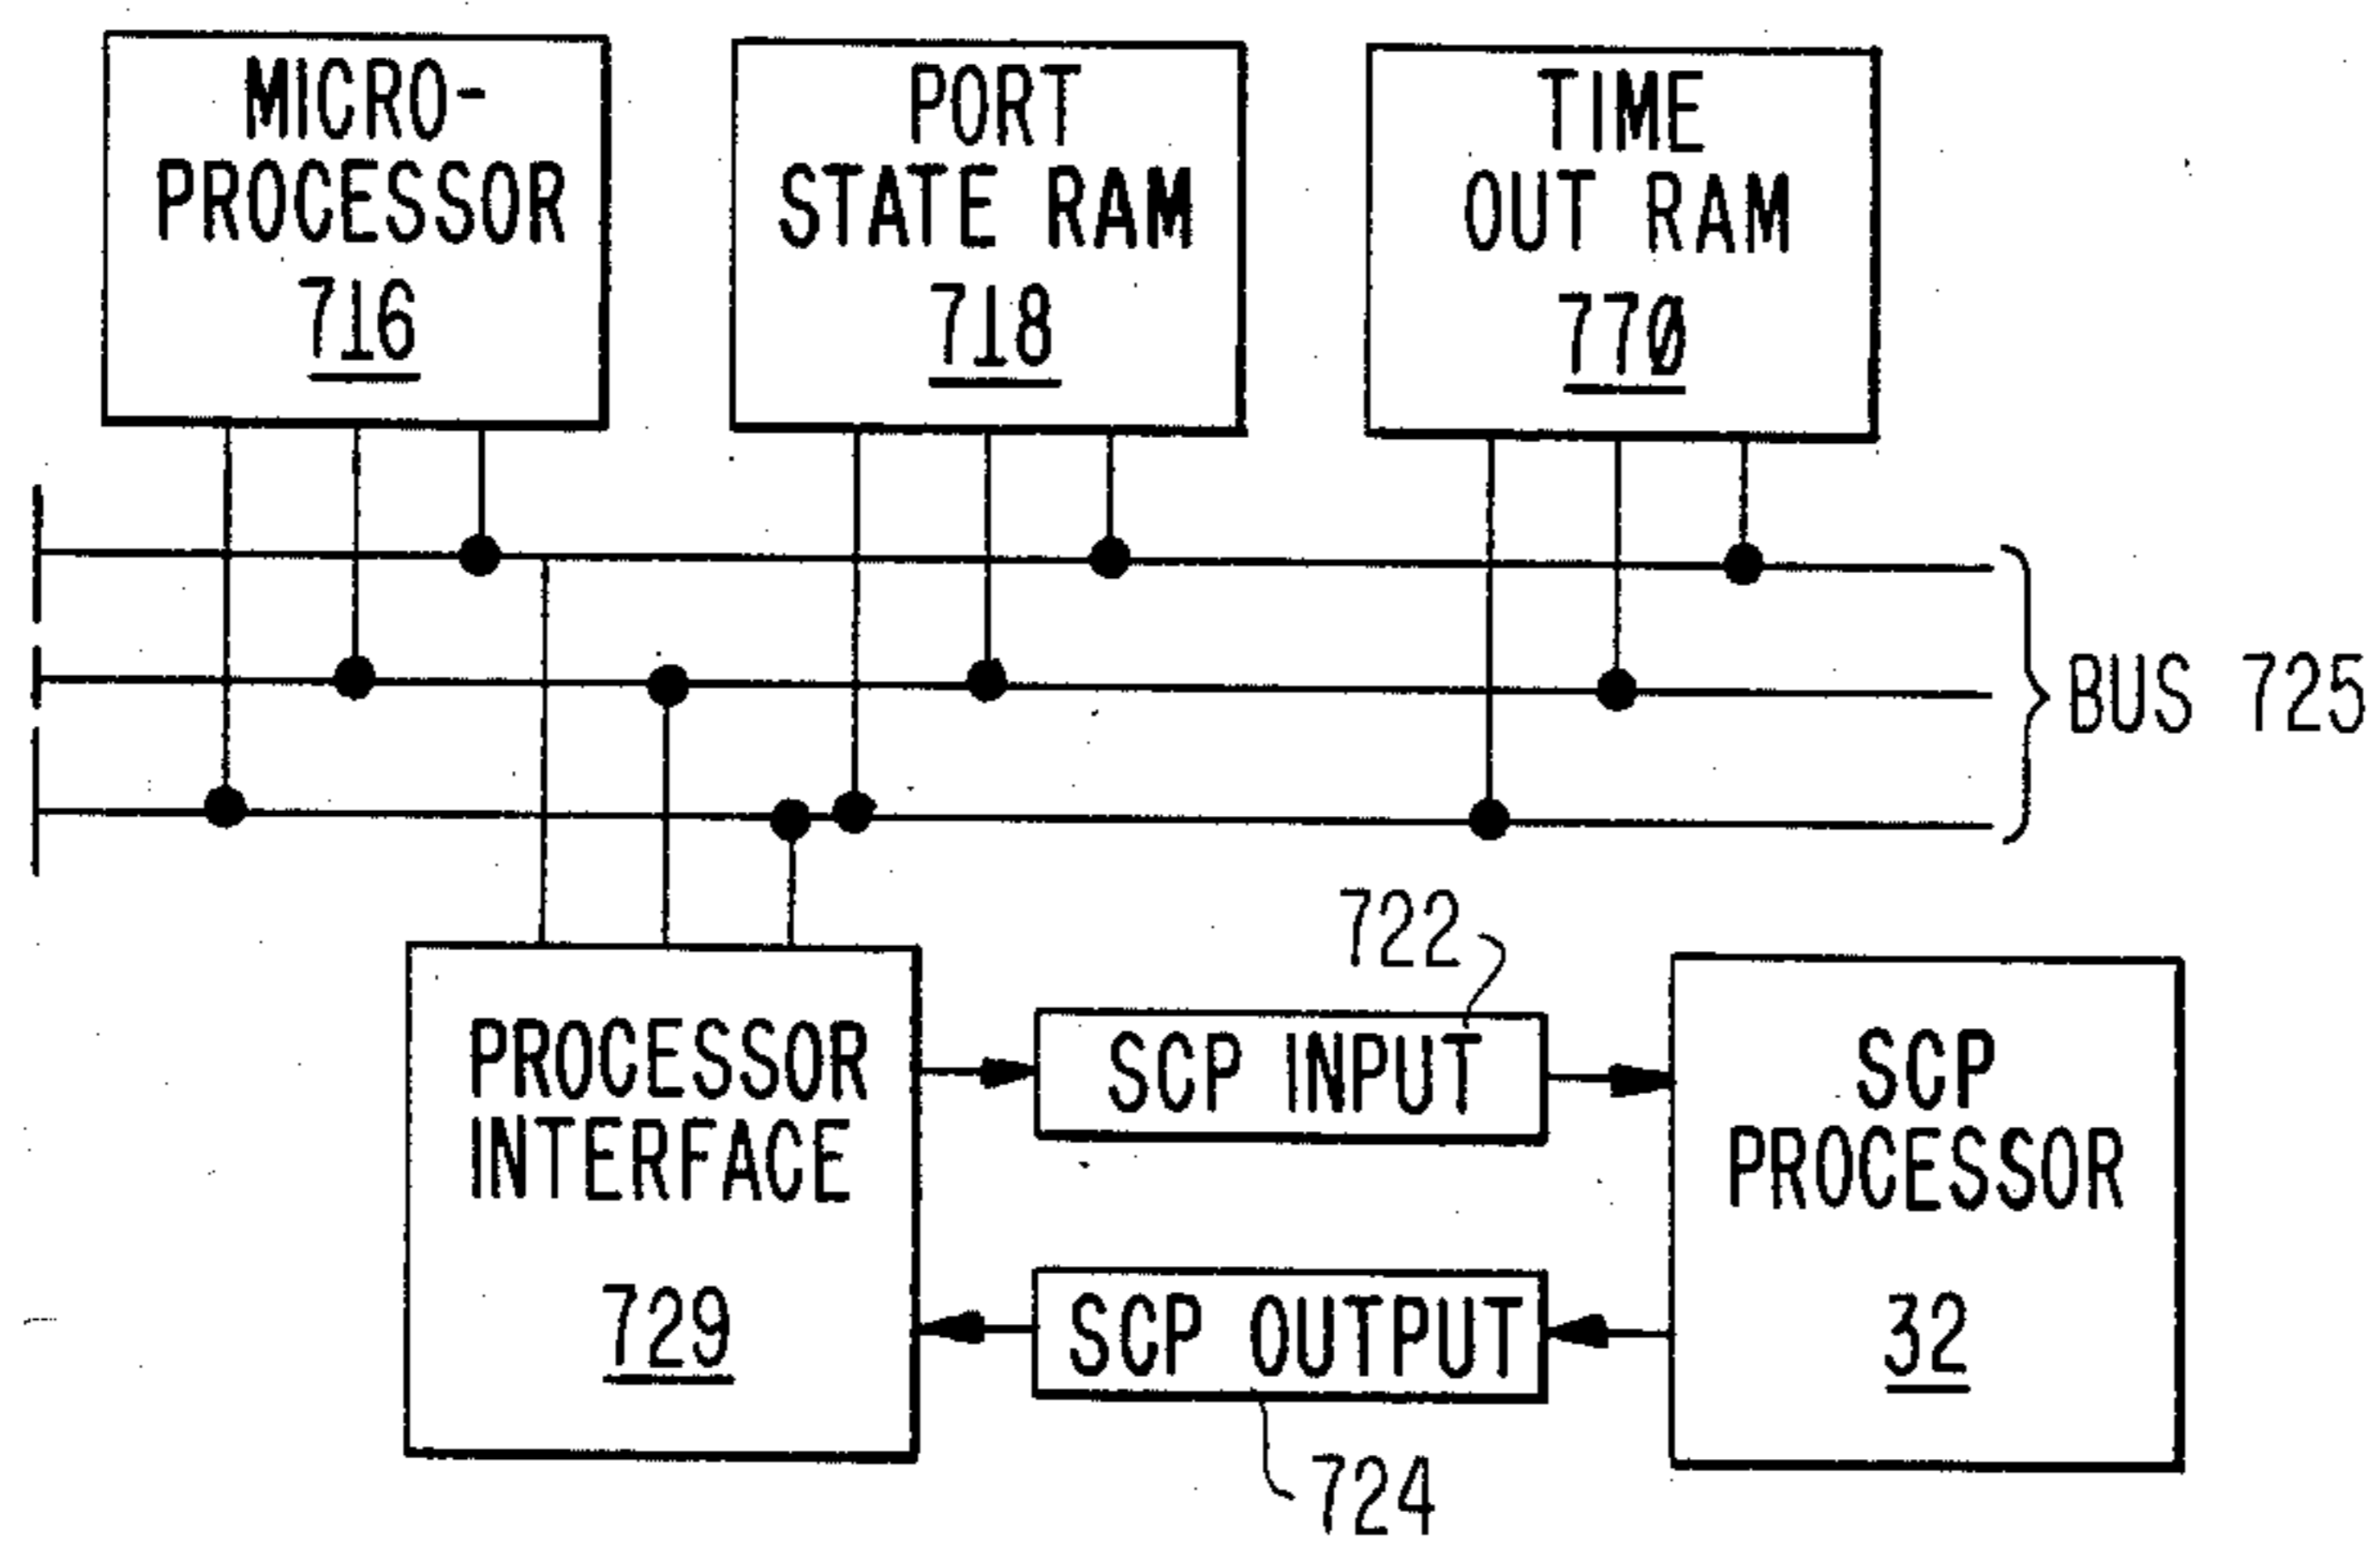 MICRO-
PROCESSOR
716
PORT
STATE RAM
718
TIME
OUT RAM
770
BUS 725
722
PROCESSOR
INTERFACE
729
SCP INPUT
SCP
PROCESSOR
32
SCP OUTPUT
724